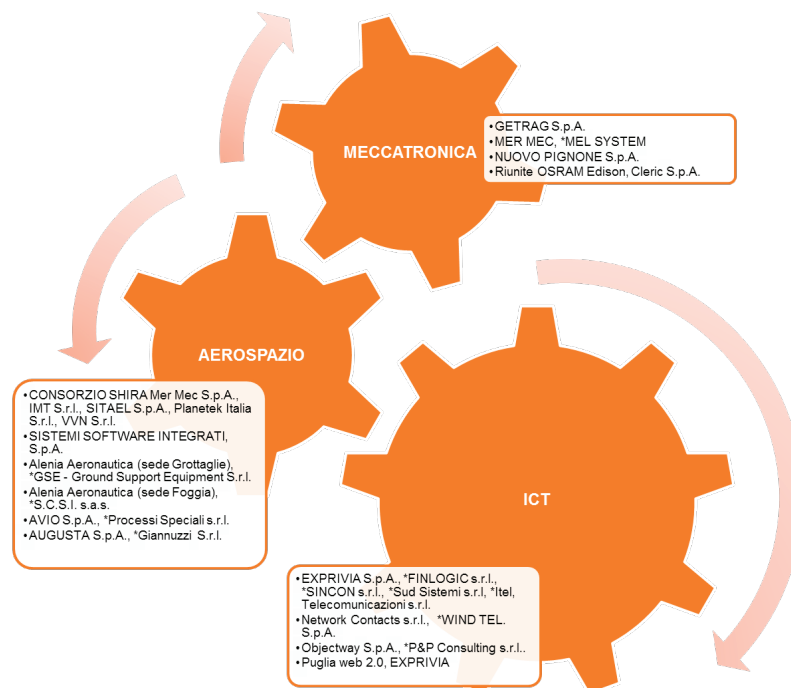 MECCATRONICA
•GETRAG S.p.A.
•MER MEC, *MEL SYSTEM
•NUOVO PIGNONE S.p.A.
•Riunite OSRAM Edison, Cleric S.p.A.
AEROSPAZIO
•CONSORZIO SHIRA Mer Mec S.p.A.,
IMT S.r.l., SITAEL S.p.A., Planetek Italia
S.r.l., VVN S.r.l.
•SISTEMI SOFTWARE INTEGRATI,
S.p.A.
•Alenia Aeronautica (sede Grottaglie),
*GSE - Ground Support Equipment S.r.l.
•Alenia Aeronautica (sede Foggia),
*S.C.S.I. s.a.s.
•AVIO S.p.A., *Processi Speciali s.r.l.
•AUGUSTA S.p.A., *Giannuzzi S.r.l.
ICT
•EXPRIVIA S.p.A., *FINLOGIC s.r.l.,
*SINCON s.r.l., *Sud Sistemi s.r.l, *Itel,
Telecomunicazioni s.r.l.
•Network Contacts s.r.l., *WIND TEL.
S.p.A.
•Objectway S.p.A., *P&P Consulting s.r.l..
•Puglia web 2.0, EXPRIVIA